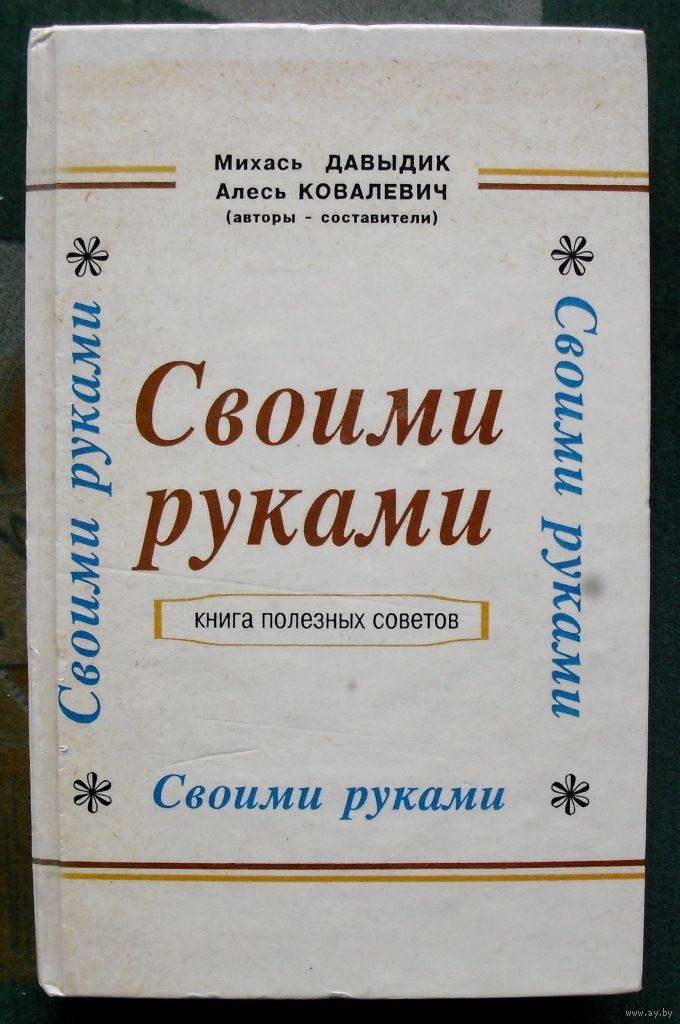 Михась ДАВЫДИК
Алесь КОВАЛЕВИЧ
(авторы - составители)
Своими руками
Своими руками
Своими
руками
книга полезных советов
Своими руками
www.ay.by